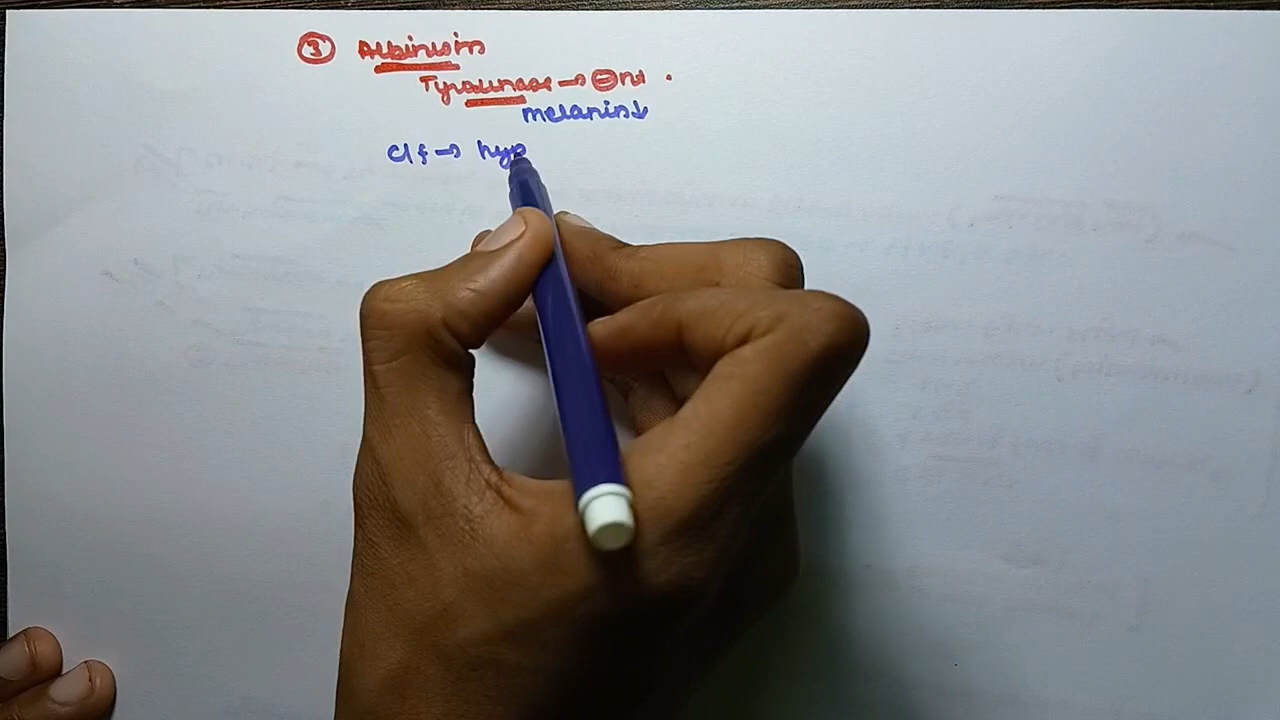 ③ Albinism
Tyrosinase → ⊖nt .
melanin↓
C/f → hyp